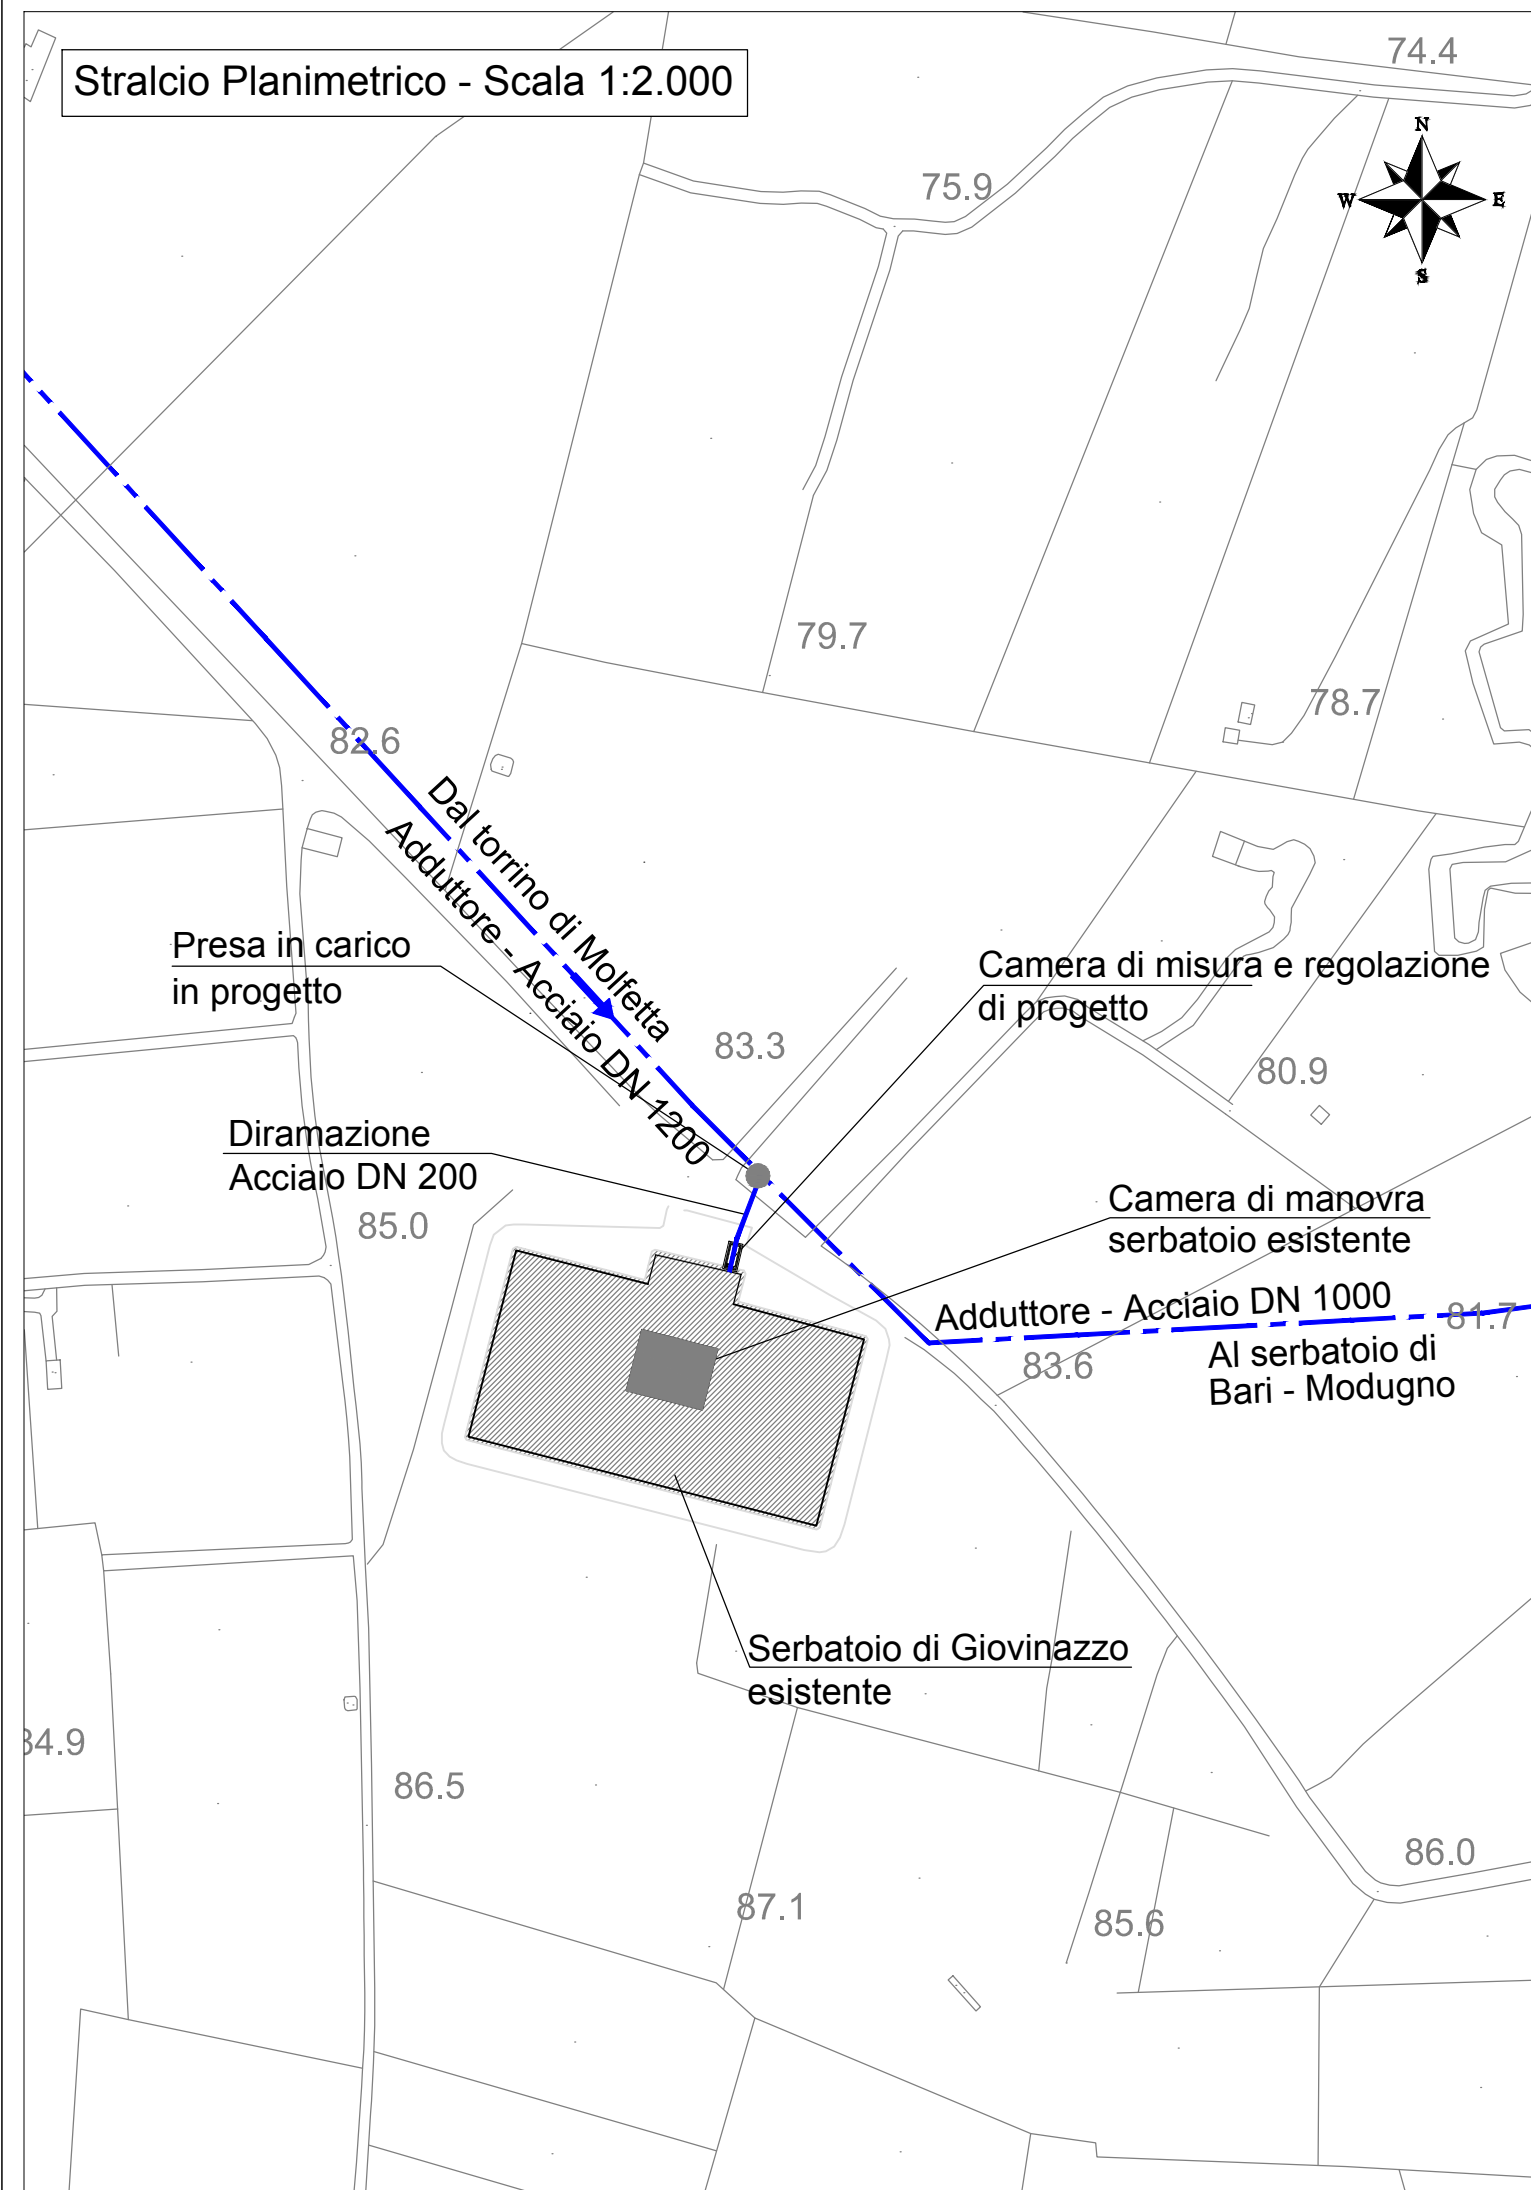 Stralcio Planimetrico - Scala 1:2.000
74.4
N
W
E
S
75.9
79.7
78.7
82.6
Dal torrino di Molfetta
Adduttore - Acciaio DN 1200
Presa in carico
in progetto
Camera di misura e regolazione
di progetto
83.3
80.9
Diramazione
Acciaio DN 200
85.0
Camera di manovra
serbatoio esistente
Adduttore - Acciaio DN 1000
81.7
83.6
Al serbatoio di
Bari - Modugno
Serbatoio di Giovinazzo
esistente
84.9
86.5
86.0
87.1
85.6